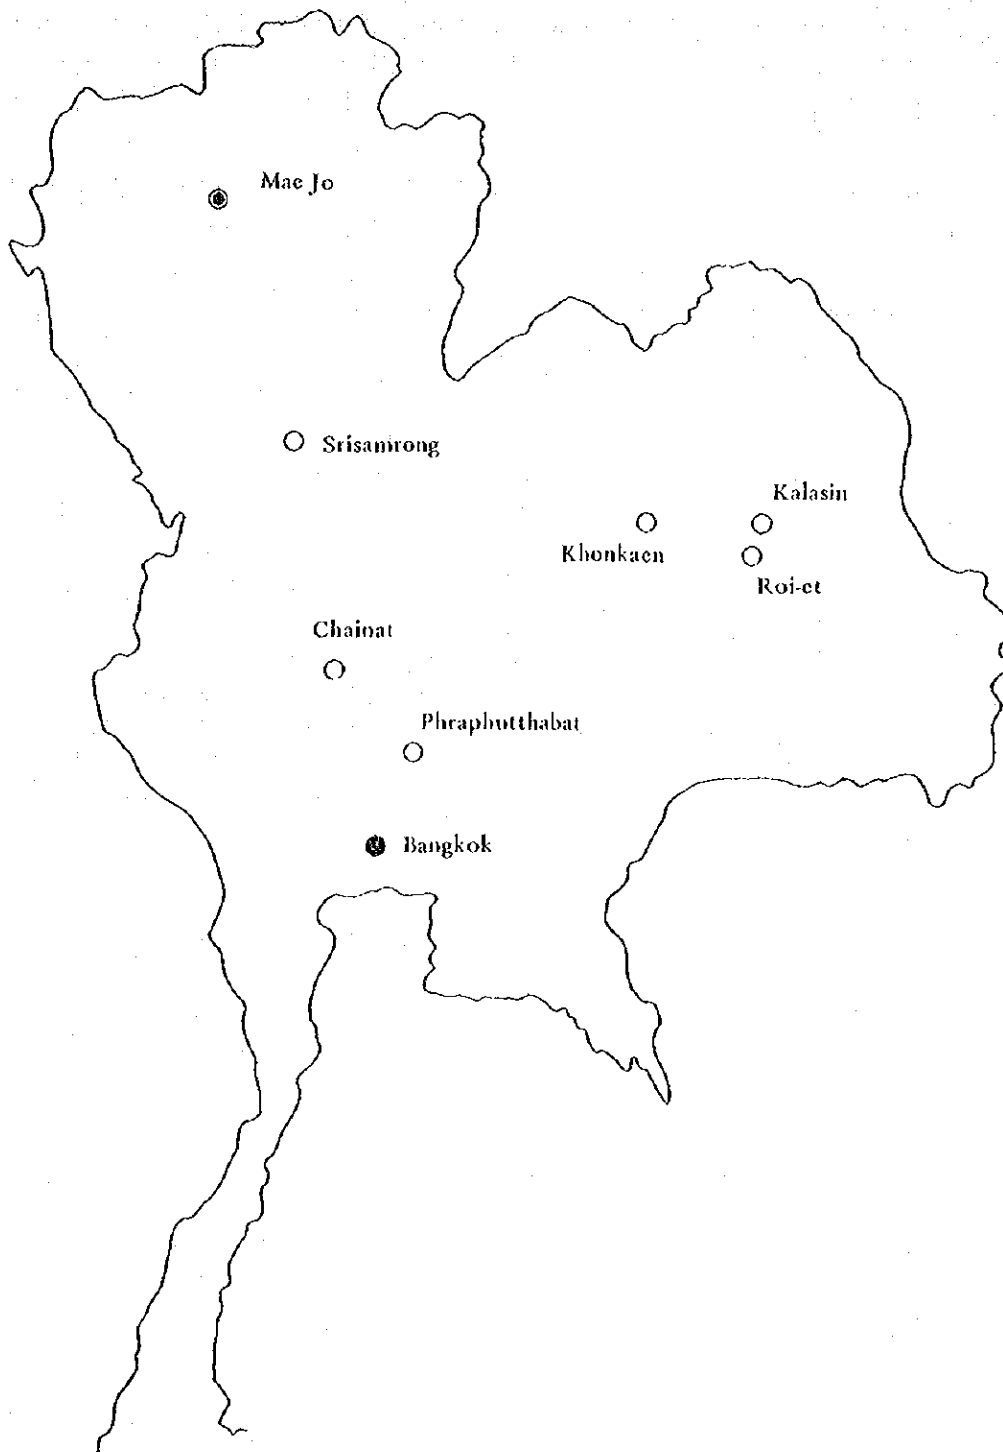 Mae Jo
Srisamrong
Kalasin
Khonkaen
Roi-et
Chainat
Phraphutthabat
Bangkok